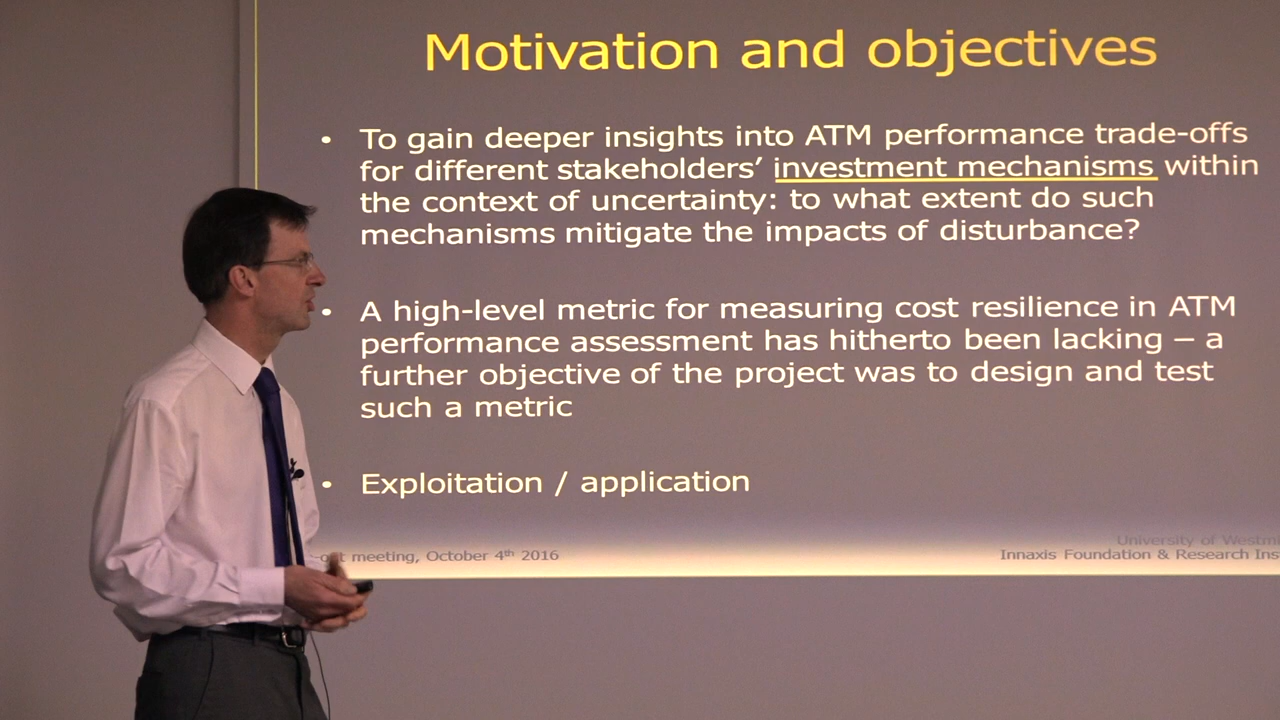 Motivation and objectives
• To gain deeper insights into ATM performance trade-offs
for different stakeholders’ investment mechanisms within
the context of uncertainty: to what extent do such
mechanisms mitigate the impacts of disturbance?
• A high-level metric for measuring cost resilience in ATM
performance assessment has hitherto been lacking – a
further objective of the project was to design and test
such a metric
• Exploitation / application
meeting, October 4th 2016
University of
Innaxis Foundation & Research